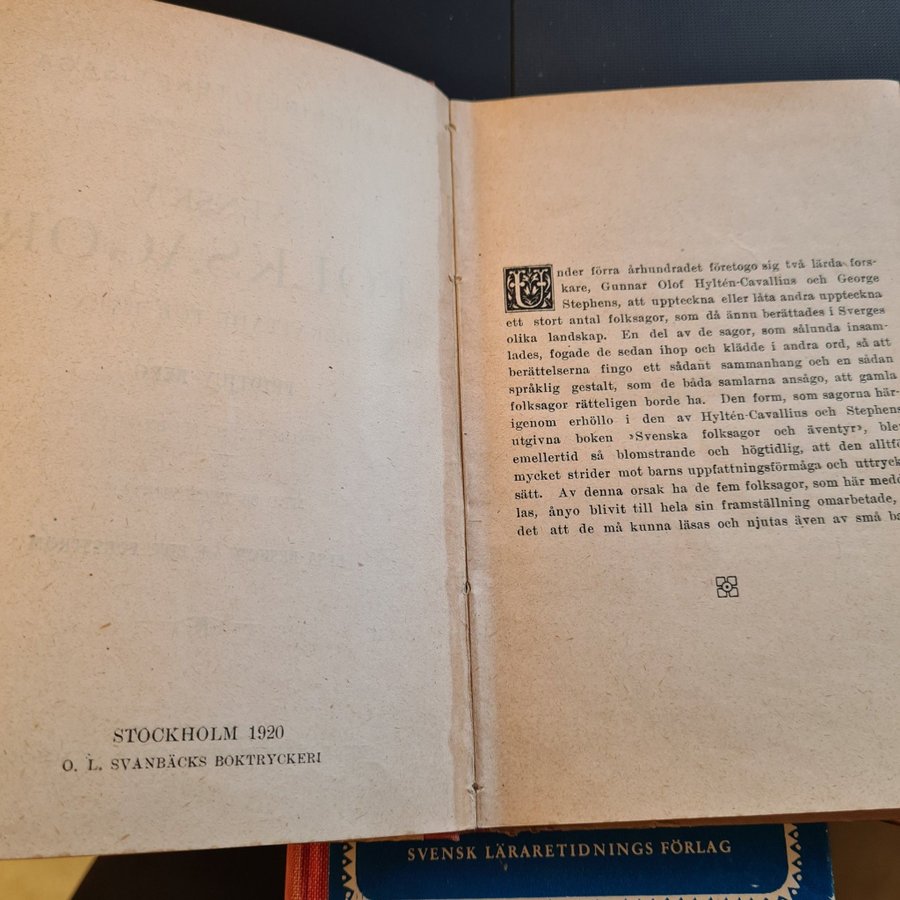 STOCKHOLM 1920
O. L. SVANBÄCKS BOKTRYCKERI
Under förra århundradet företogo sig två lärda fors-
kare, Gunnar Olof Hyltén-Cavallius och George
Stephens, att uppteckna eller låta andra uppteckna
ett stort antal folksagor, som då ännu berättades i Sverges
olika landskap. En del av de sagor, som sålunda insam-
lades, fogade de sedan ihop och klädde i andra ord, så att
berättelserna fingo ett sådant sammanhang och en sådan
språklig gestalt, som de båda samlarna ansågo, att gamla
folksagor rätteligen borde ha. Den form, som sagorna här-
igenom erhöllo i den av Hyltén-Cavallius och Stephens
utgivna boken ›Svenska folksagor och äventyr›, ble
emellertid så blomstrande och högtidlig, att den alltfö
mycket strider mot barns uppfattningsförmåga och uttryck
sätt. Av denna orsak ha de fem folksagor, som här medd
las, ånyo blivit till hela sin framställning omarbetade,
det att de må kunna läsas och njutas även av små ba
SVENSK LÄRARETIDNINGS FÖRLAG